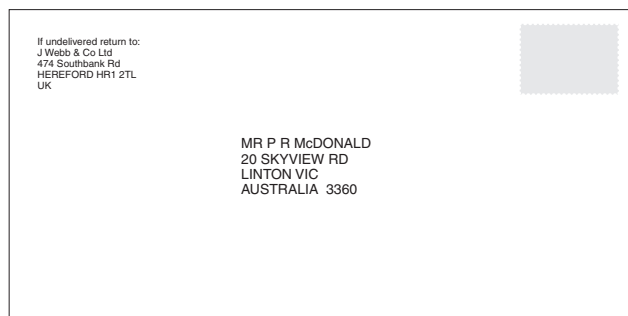 If undelivered return to:
J Webb & Co Ltd
474 Southbank Rd
HEREFORD HR1 2TL
UK
MR P R McDONALD
20 SKYVIEW RD
LINTON VIC
AUSTRALIA 3360